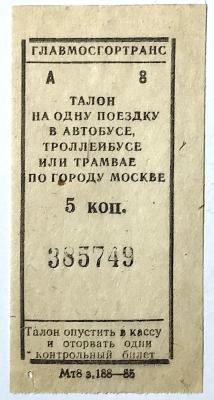 ГЛАВМОСГОРТРАНС
А 8
ТАЛОН
НА ОДНУ ПОЕЗДКУ
В АВТОБУСЕ,
ТРОЛЛЕЙБУСЕ
ИЛИ ТРАМВАЕ
ПО ГОРОДУ МОСКВЕ
5 коп.
385749
Талон опустить в кассу
и оторвать один
контрольный билет
Мт8 з.188—85